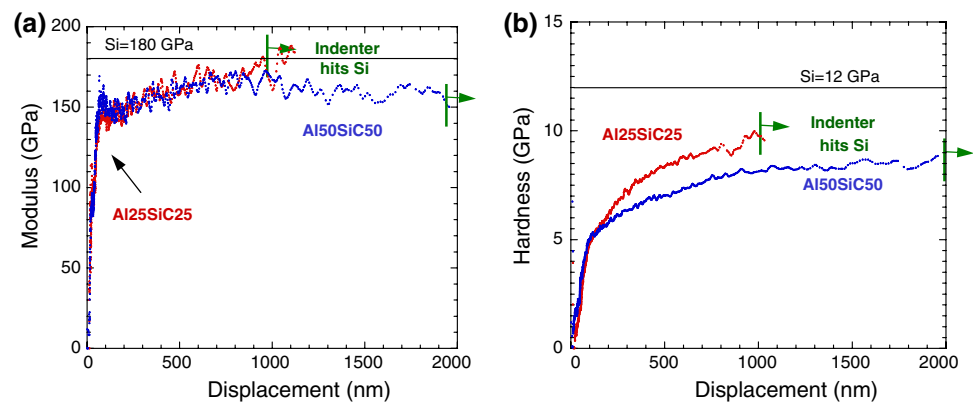 (a)
200
Si=180 GPa
Indenter
hits Si
150
Al50SiC50
100
Al25SiC25
50
0
0 500 1000 1500 2000
Modulus (GPa)
Displacement (nm)
(b)
15
Si=12 GPa
Al25SiC25
Indenter
hits Si
10
Al50SiC50
5
0
0 500 1000 1500 2000
Hardness (GPa)
Displacement (nm)